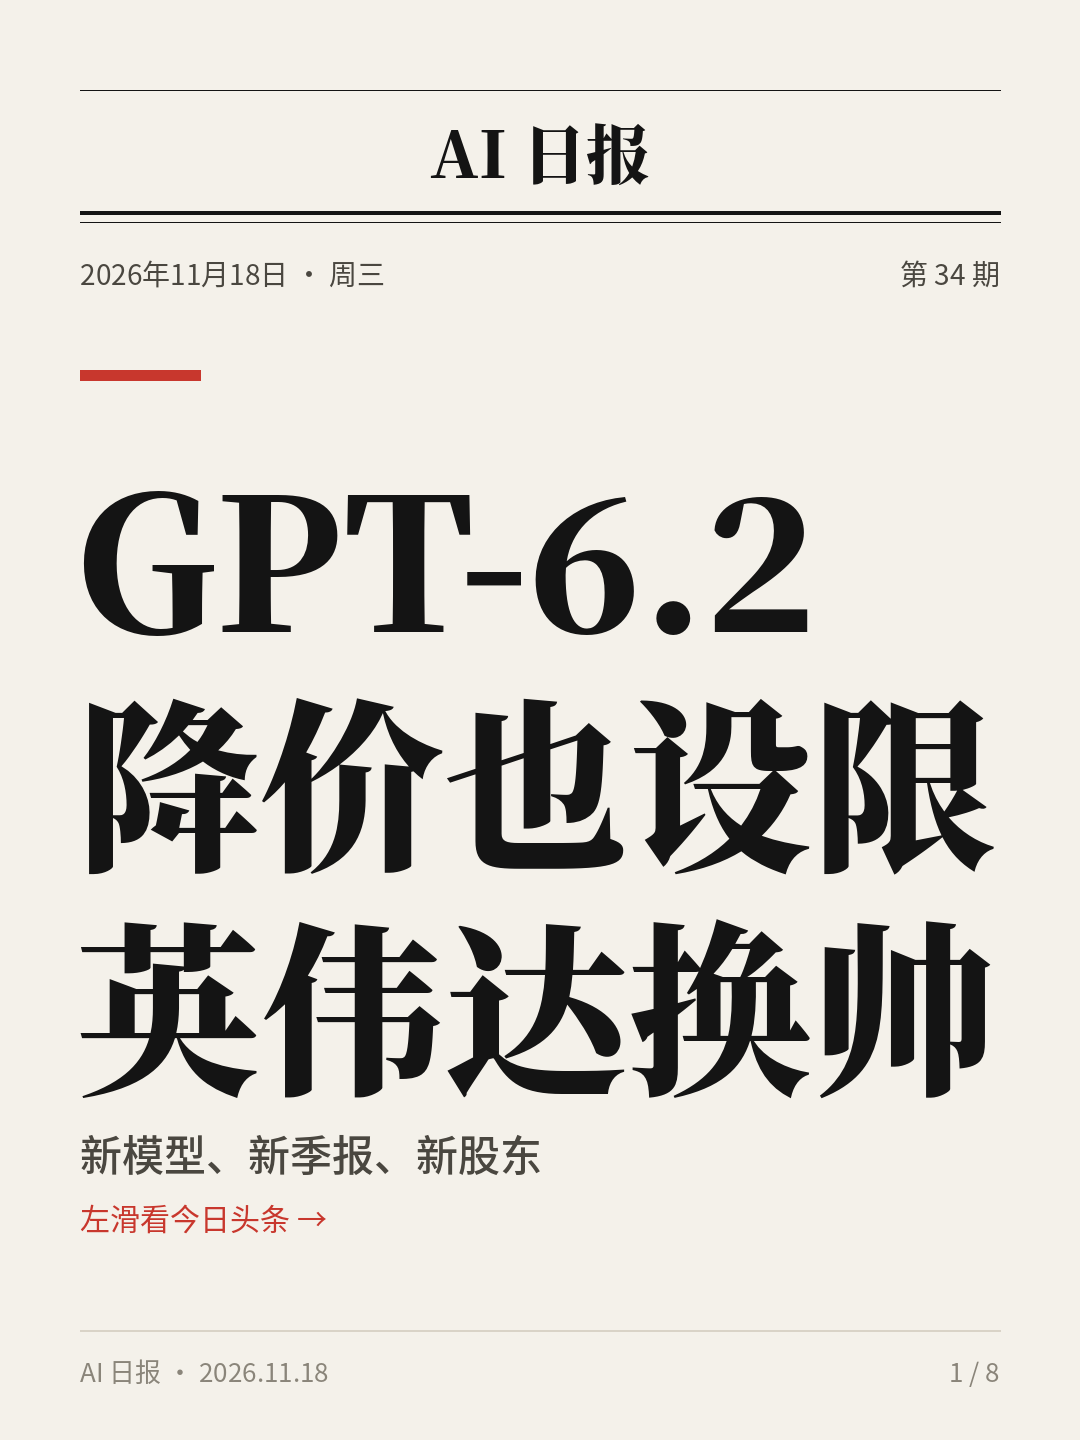 AI 日报
2026年11月18日 · 周三
第 34 期
GPT-6.2
降价也设限
英伟达换帅
新模型、新季报、新股东
左滑看今日头条 →
AI 日报 · 2026.11.18
1 / 8